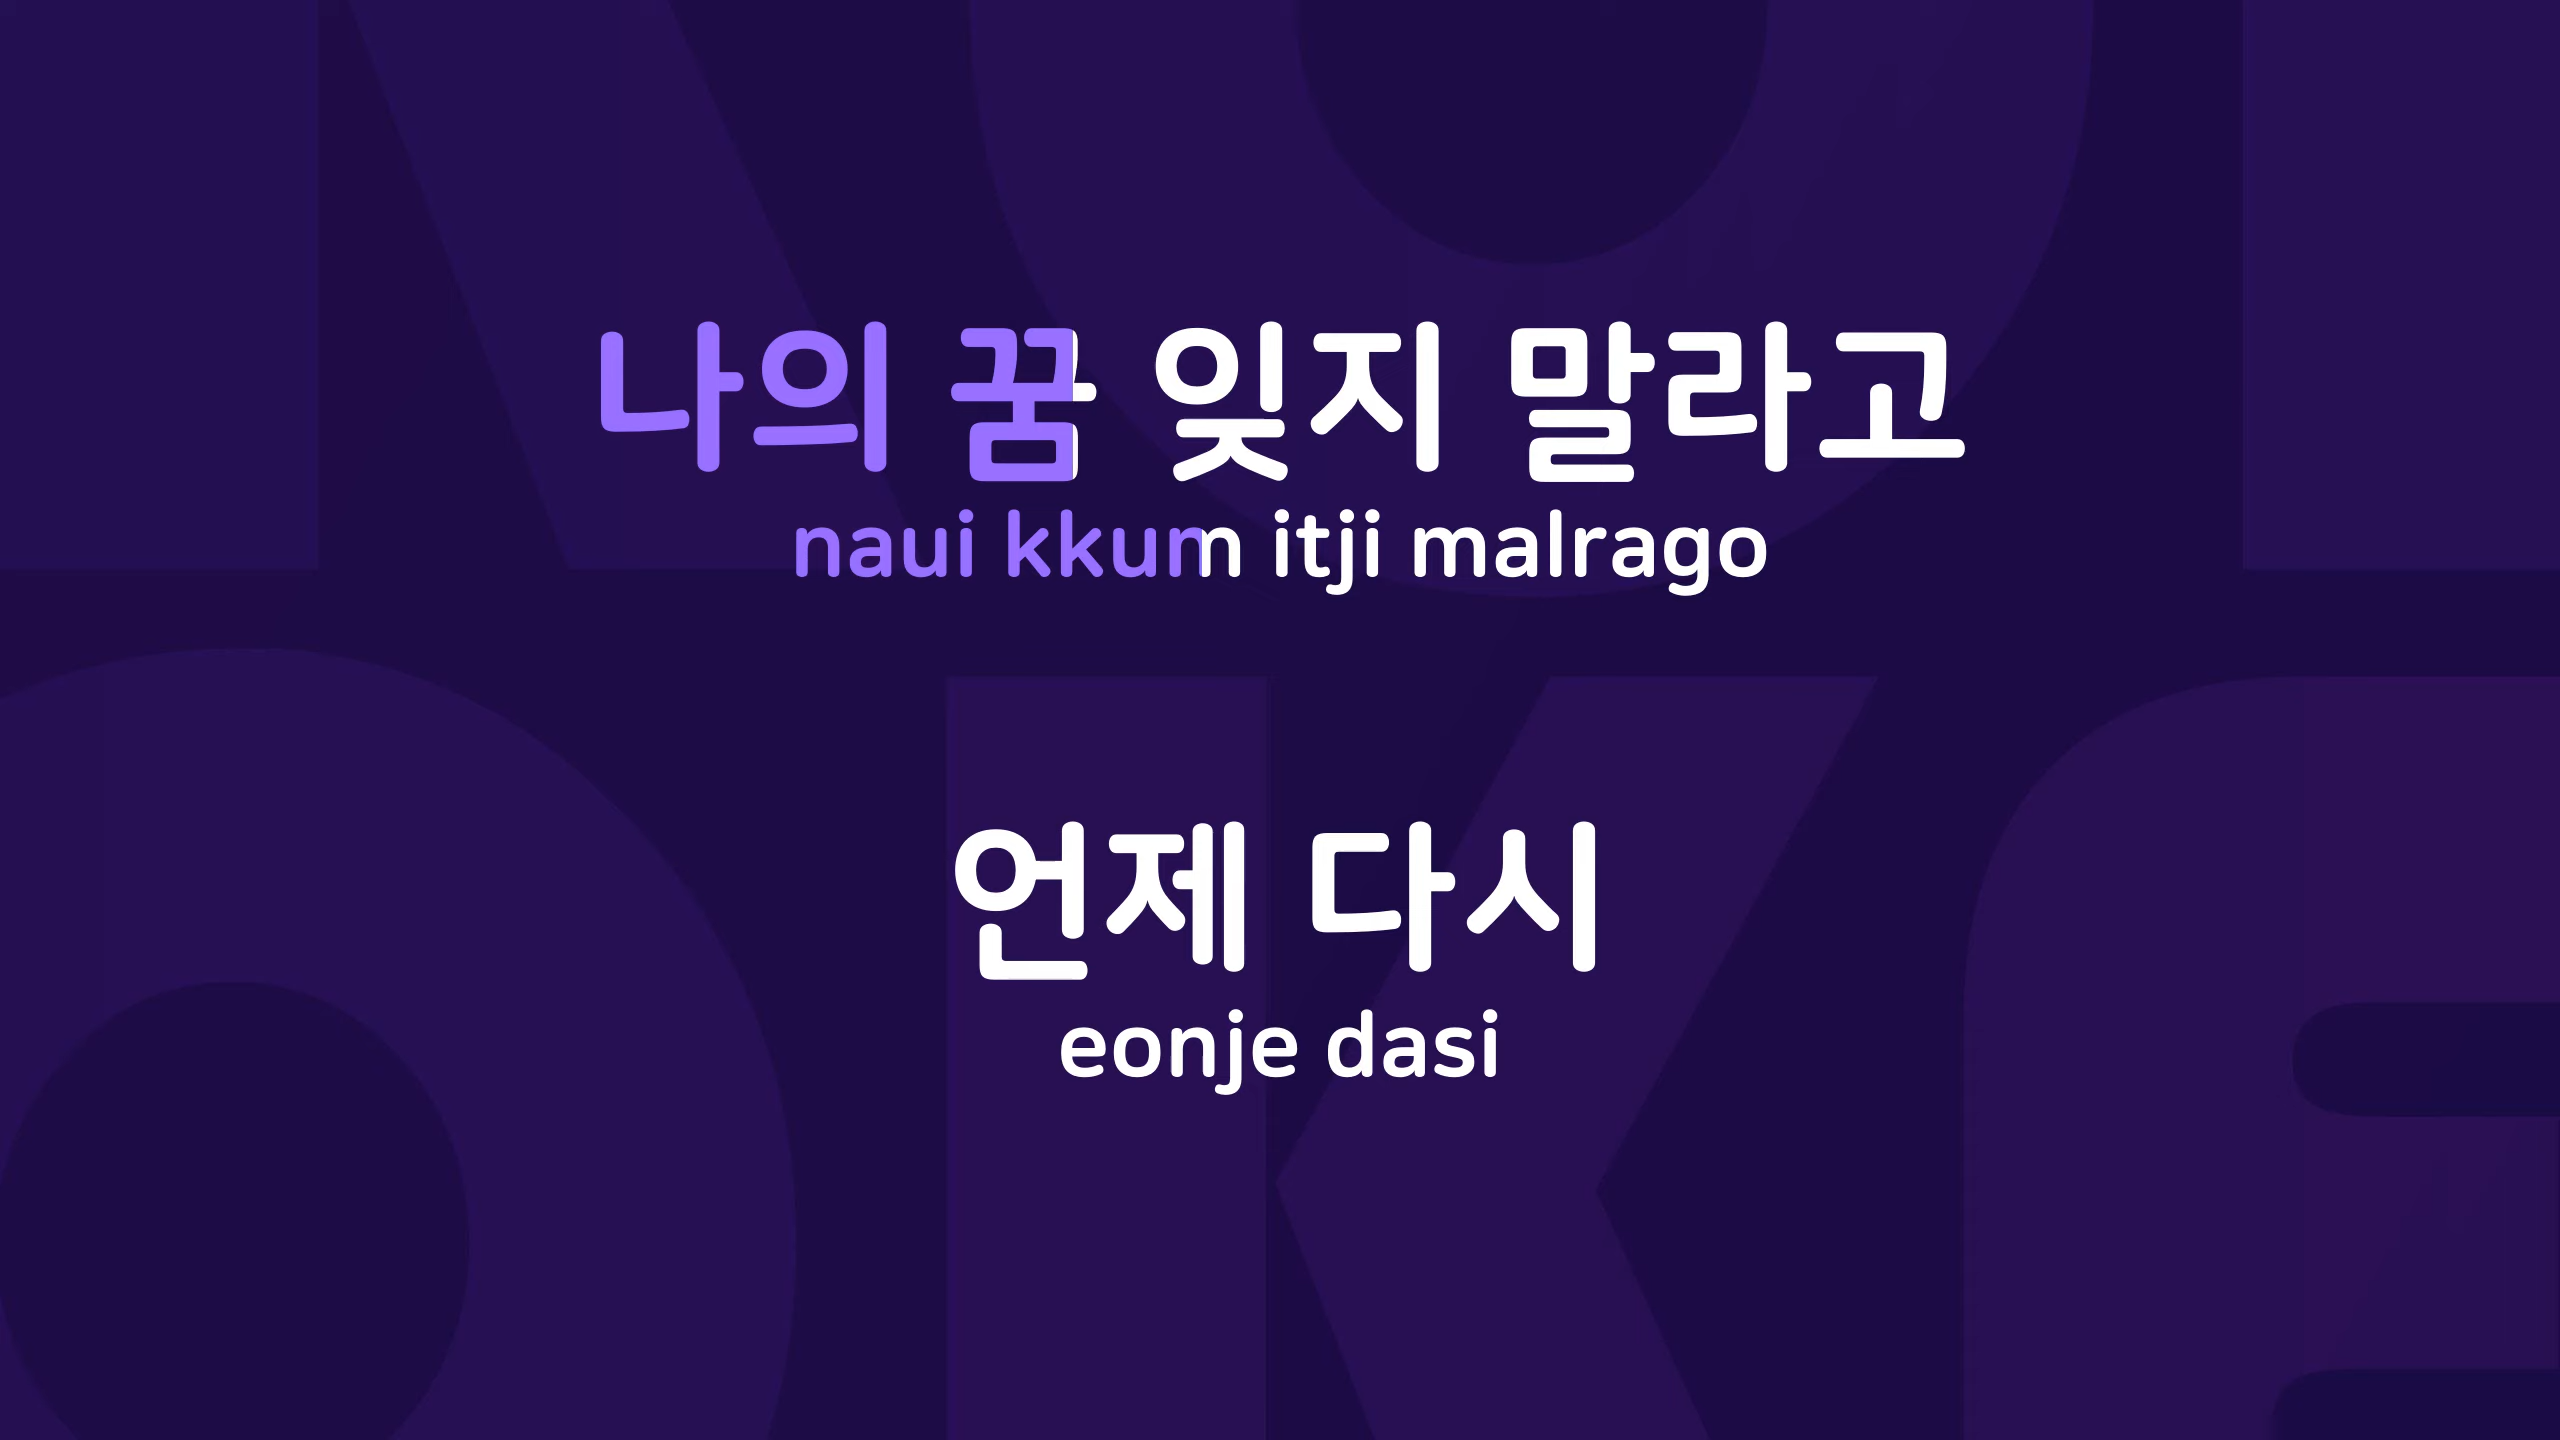 나의 꿈 잊지 말라고
naui kkum itji malrago
언제 다시
eonje dasi